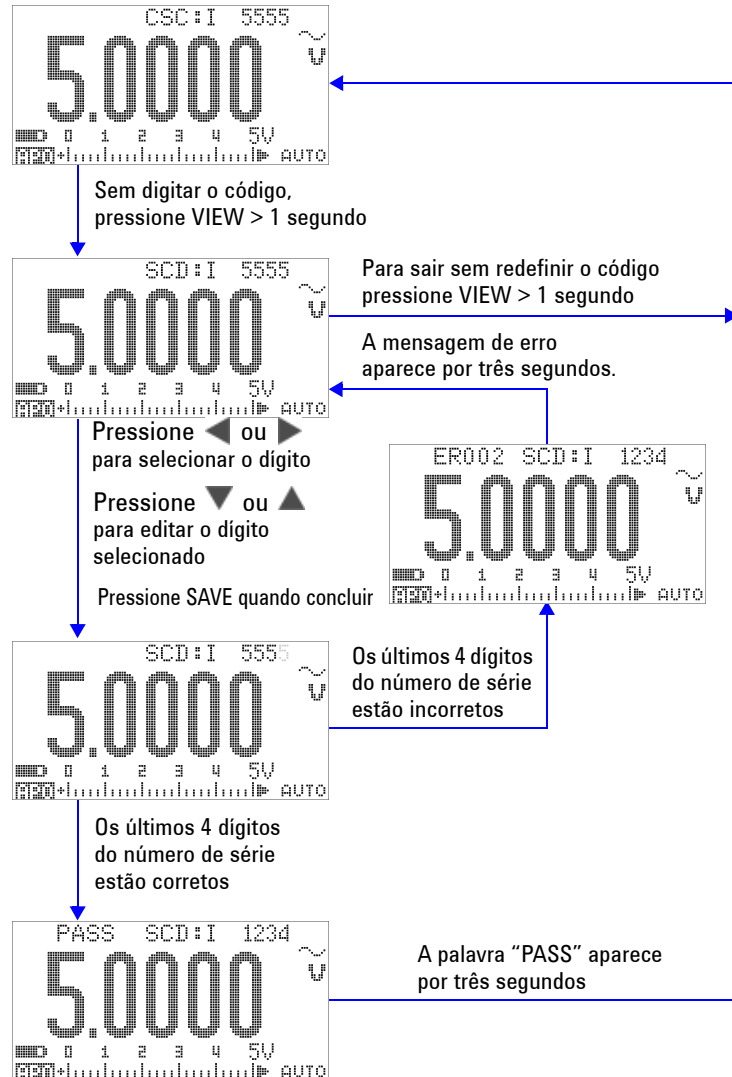 CSC:I 5555
5.0000 V
0 1 2 3 4 5V
APO AUTO
Sem digitar o código,
pressione VIEW > 1 segundo
SCD:I 5555
5.0000 V
0 1 2 3 4 5V
APO AUTO
Para sair sem redefinir o código
pressione VIEW > 1 segundo
A mensagem de erro
aparece por três segundos.
Pressione ◀ ou ▶
para selecionar o dígito
Pressione ▼ ou ▲
para editar o dígito
selecionado
Pressione SAVE quando concluir
ER002 SCD:I 1234
5.0000 V
0 1 2 3 4 5V
APO AUTO
SCD:I 5555
5.0000 V
0 1 2 3 4 5V
APO AUTO
Os últimos 4 dígitos
do número de série
estão incorretos
Os últimos 4 dígitos
do número de série
estão corretos
PASS SCD:I 1234
5.0000 V
0 1 2 3 4 5V
APO AUTO
A palavra “PASS” aparece
por três segundos